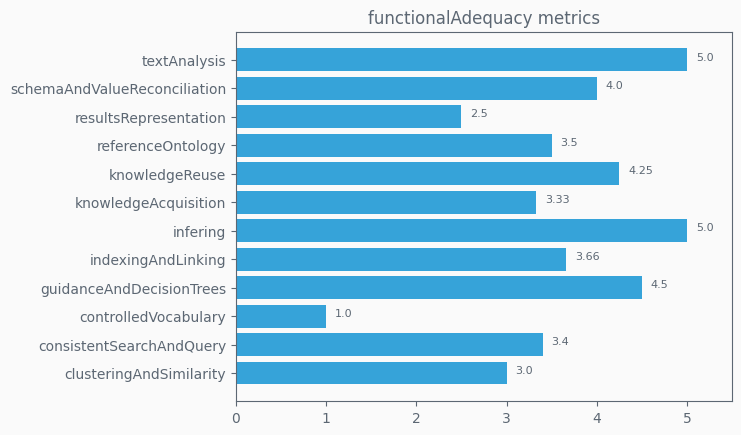 functionalAdequacy metrics
textAnalysis 5.0
schemaAndValueReconciliation 4.0
resultsRepresentation 2.5
referenceOntology 3.5
knowledgeReuse 4.25
knowledgeAcquisition 3.33
infering 5.0
indexingAndLinking 3.66
guidanceAndDecisionTrees 4.5
controlledVocabulary 1.0
consistentSearchAndQuery 3.4
clusteringAndSimilarity 3.0
0 1 2 3 4 5